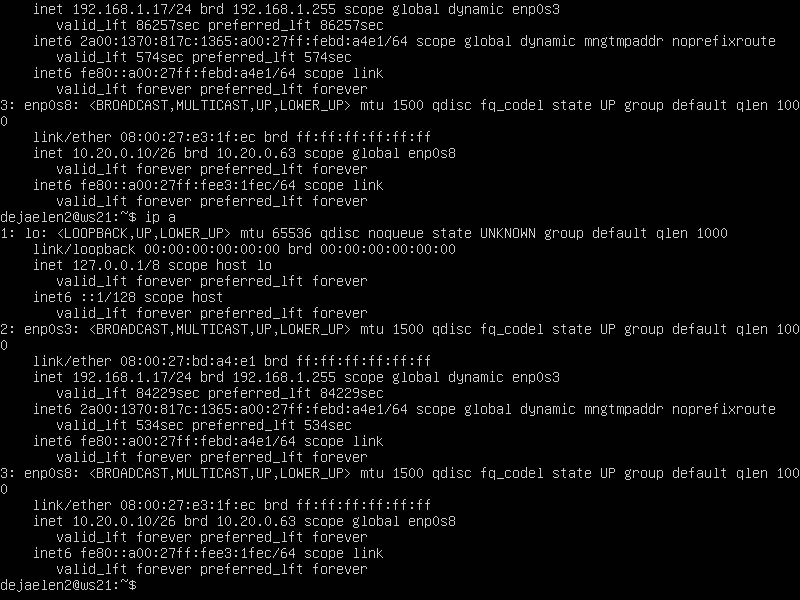 inet 192.168.1.17/24 brd 192.168.1.255 scope global dynamic enp0s3
       valid_lft 86257sec preferred_lft 86257sec
    inet6 2a00:1370:817c:1365:a00:27ff:febd:a4e1/64 scope global dynamic mngtmpaddr noprefixroute
       valid_lft 574sec preferred_lft 574sec
    inet6 fe80::a00:27ff:febd:a4e1/64 scope link
       valid_lft forever preferred_lft forever
3: enp0s8: <BROADCAST,MULTICAST,UP,LOWER_UP> mtu 1500 qdisc fq_codel state UP group default qlen 100
0
    link/ether 08:00:27:e3:1f:ec brd ff:ff:ff:ff:ff:ff
    inet 10.20.0.10/26 brd 10.20.0.63 scope global enp0s8
       valid_lft forever preferred_lft forever
    inet6 fe80::a00:27ff:fee3:1fec/64 scope link
       valid_lft forever preferred_lft forever
dejaelen2@ws21:~$ ip a
1: lo: <LOOPBACK,UP,LOWER_UP> mtu 65536 qdisc noqueue state UNKNOWN group default qlen 1000
    link/loopback 00:00:00:00:00:00 brd 00:00:00:00:00:00
    inet 127.0.0.1/8 scope host lo
       valid_lft forever preferred_lft forever
    inet6 ::1/128 scope host
       valid_lft forever preferred_lft forever
2: enp0s3: <BROADCAST,MULTICAST,UP,LOWER_UP> mtu 1500 qdisc fq_codel state UP group default qlen 100
0
    link/ether 08:00:27:bd:a4:e1 brd ff:ff:ff:ff:ff:ff
    inet 192.168.1.17/24 brd 192.168.1.255 scope global dynamic enp0s3
       valid_lft 84229sec preferred_lft 84229sec
    inet6 2a00:1370:817c:1365:a00:27ff:febd:a4e1/64 scope global dynamic mngtmpaddr noprefixroute
       valid_lft 534sec preferred_lft 534sec
    inet6 fe80::a00:27ff:febd:a4e1/64 scope link
       valid_lft forever preferred_lft forever
3: enp0s8: <BROADCAST,MULTICAST,UP,LOWER_UP> mtu 1500 qdisc fq_codel state UP group default qlen 100
0
    link/ether 08:00:27:e3:1f:ec brd ff:ff:ff:ff:ff:ff
    inet 10.20.0.10/26 brd 10.20.0.63 scope global enp0s8
       valid_lft forever preferred_lft forever
    inet6 fe80::a00:27ff:fee3:1fec/64 scope link
       valid_lft forever preferred_lft forever
dejaelen2@ws21:~$